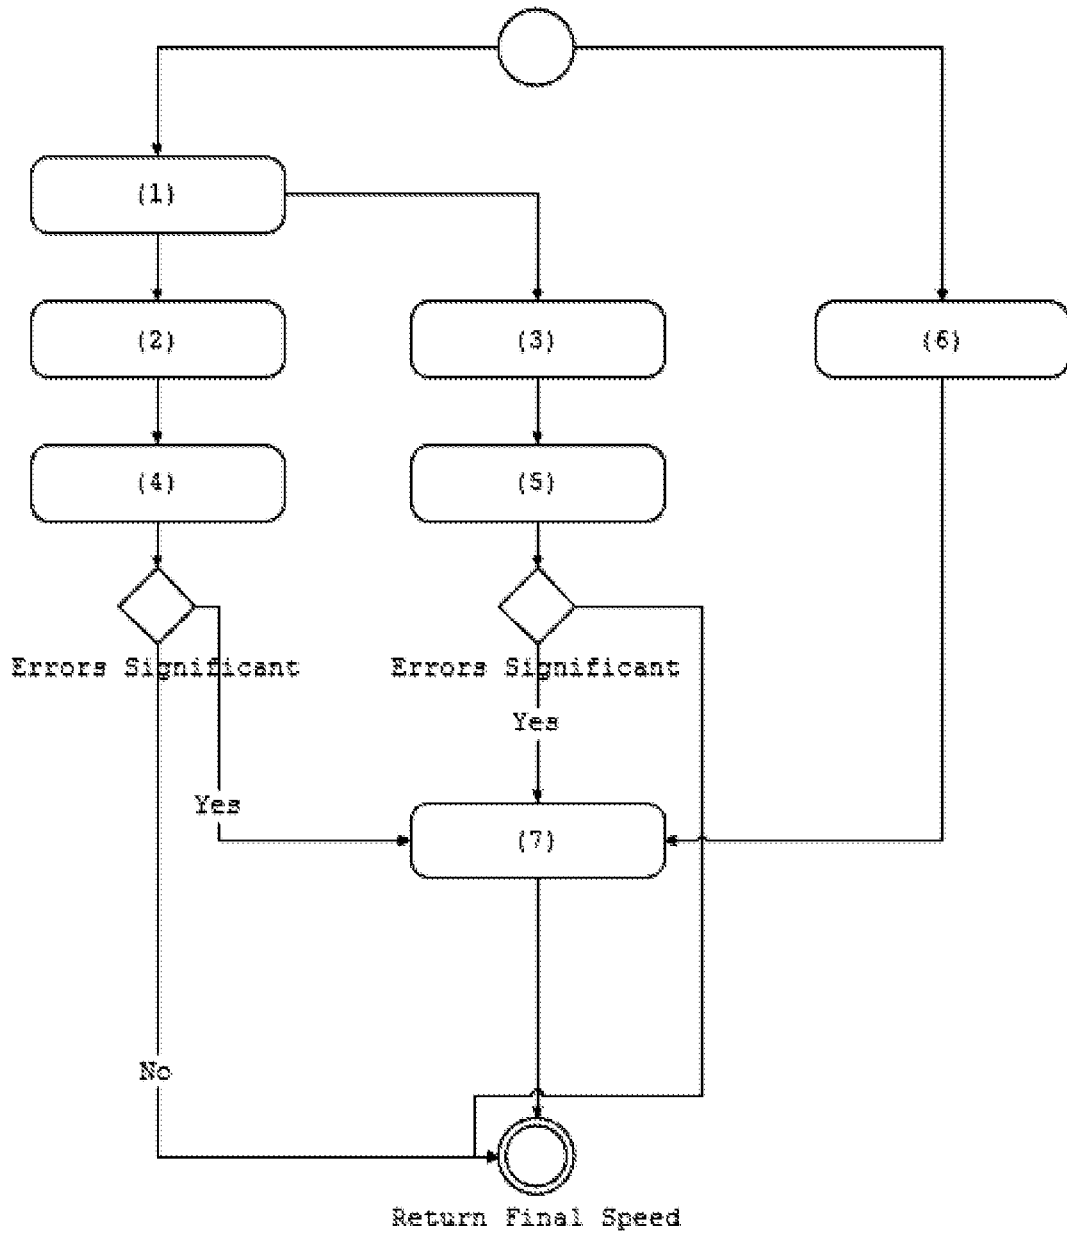 (1)
(2)
(3)
(6)
(4)
(5)
Errors Significant
Errors Significant
Yes
Yes
(7)
No
Return Final Speed